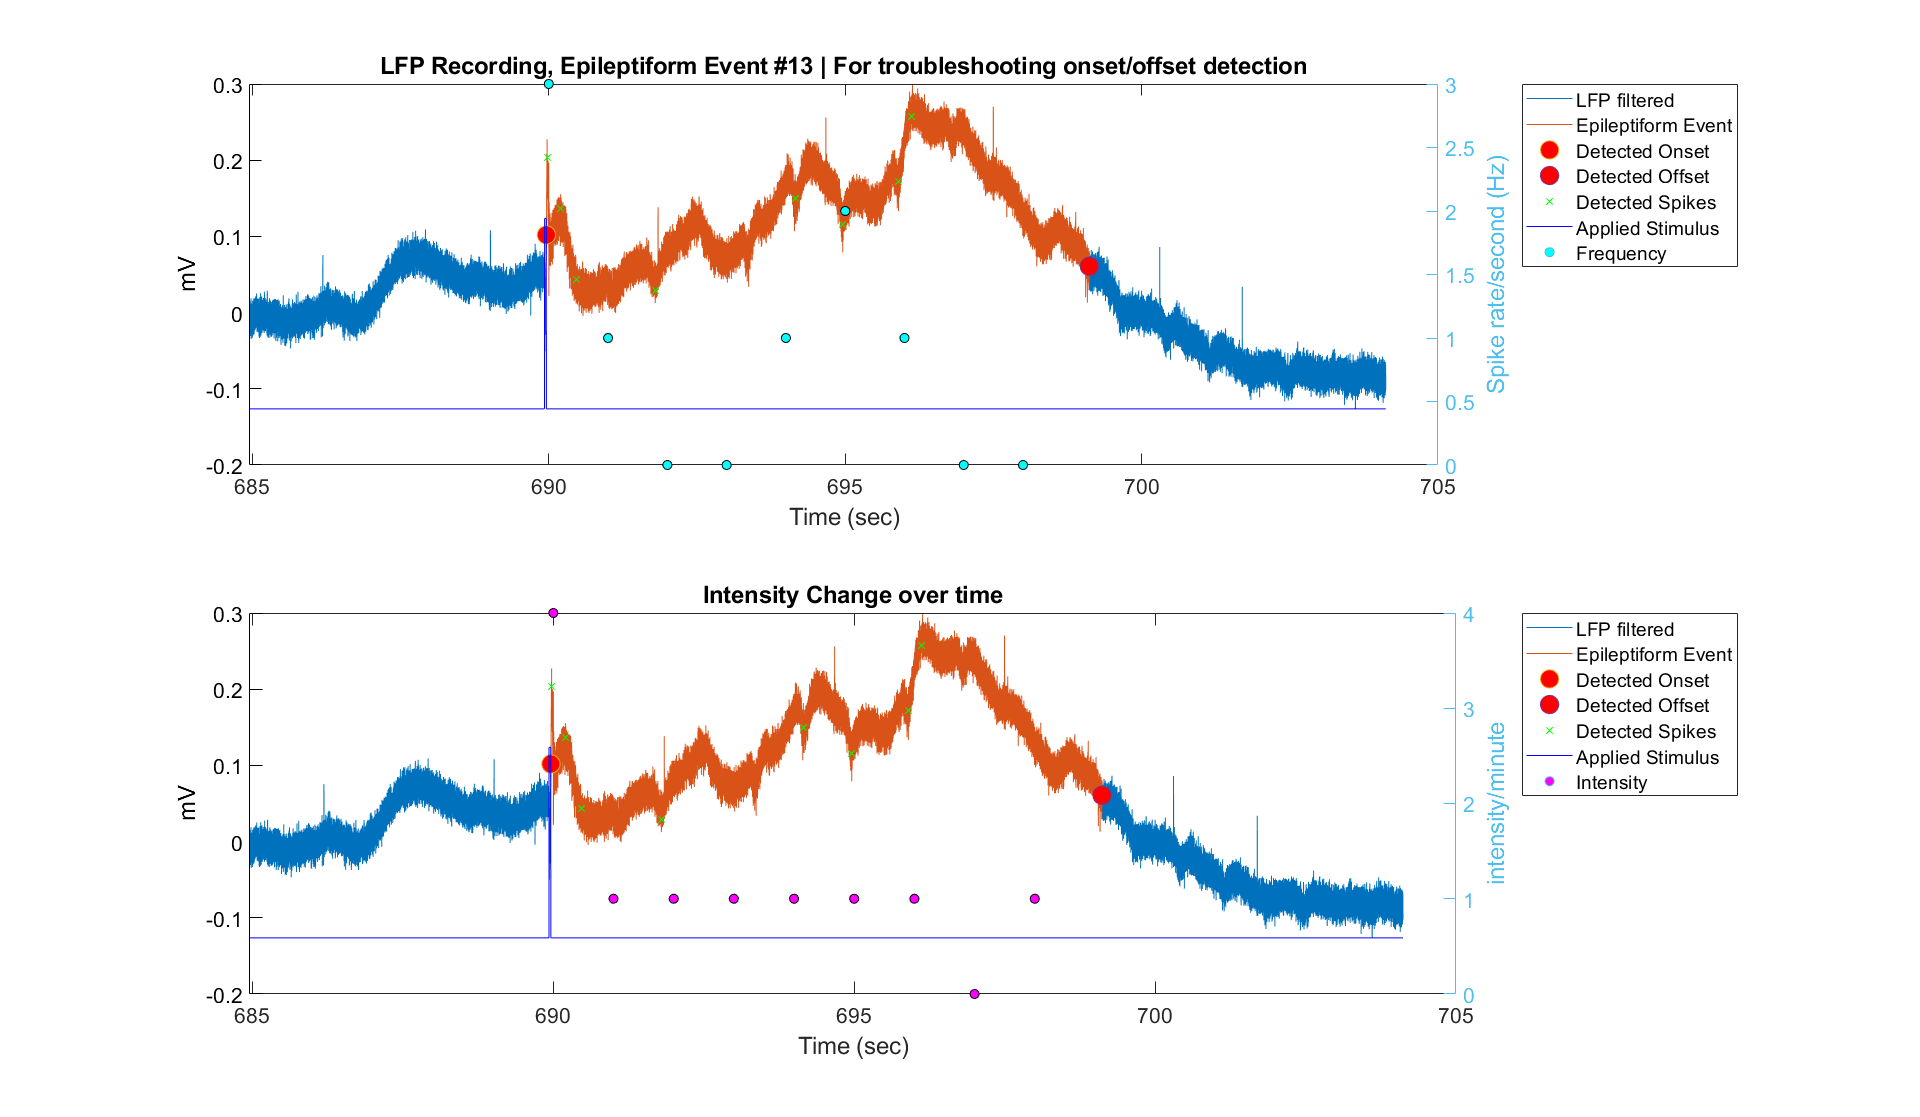 LFP Recording, Epileptiform Event #13 | For troubleshooting onset/offset detection
0.3
0.2
0.1
0
-0.1
-0.2
mV
685
690
695
700
705
Time (sec)
3
2.5
2
1.5
1
0.5
0
Spike rate/second (Hz)
LFP filtered
Epileptiform Event
Detected Onset
Detected Offset
Detected Spikes
Applied Stimulus
Frequency
Intensity Change over time
0.3
0.2
0.1
0
-0.1
-0.2
mV
685
690
695
700
705
Time (sec)
4
3
2
1
0
intensity/minute
LFP filtered
Epileptiform Event
Detected Onset
Detected Offset
Detected Spikes
Applied Stimulus
Intensity